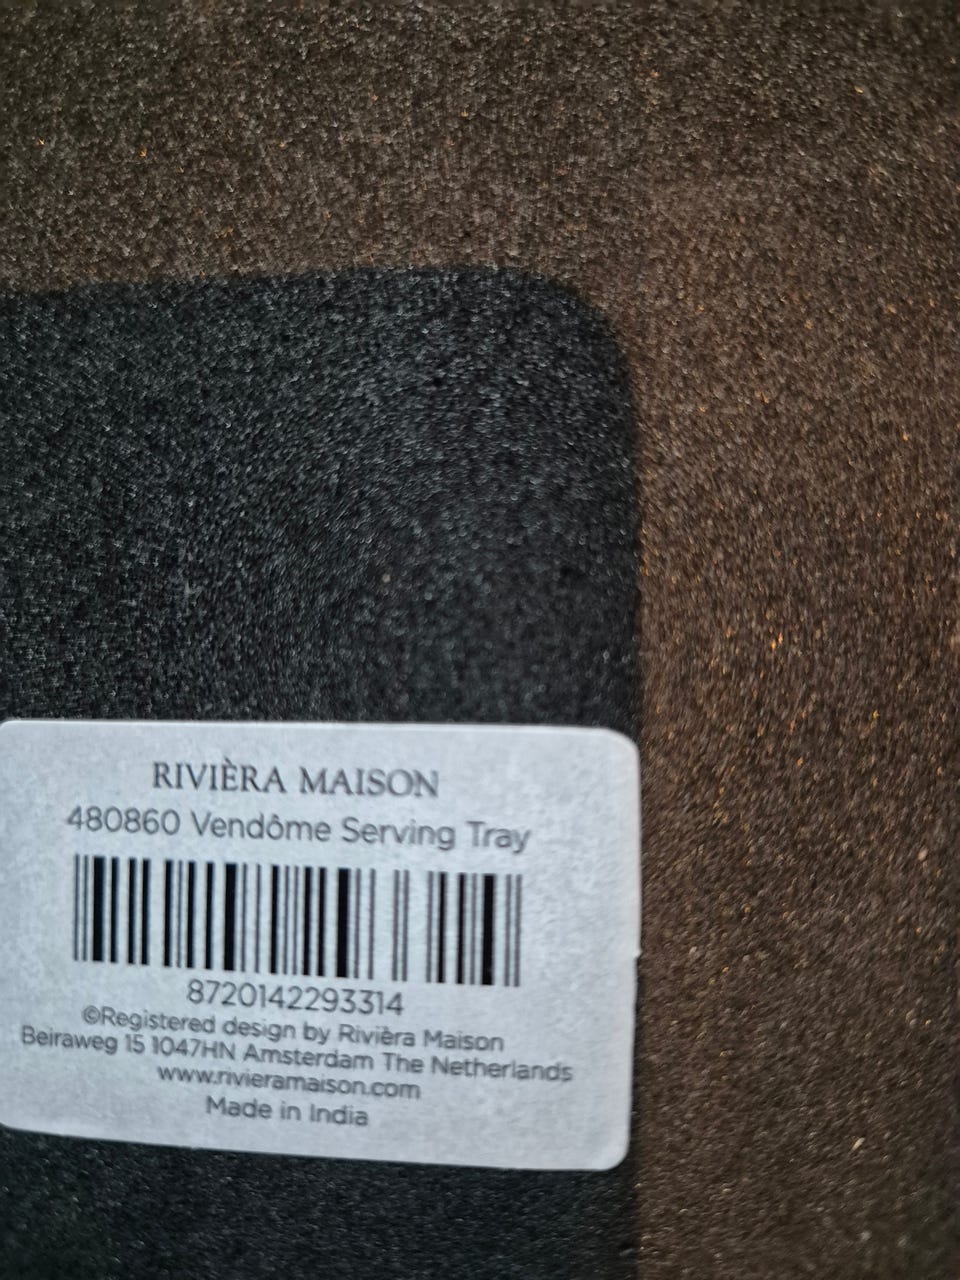 RIVIÈRA MAISON
480860 Vendôme Serving Tray
8720142293314
©Registered design by Rivièra Maison
Beiraweg 15 1047HN Amsterdam The Netherlands
www.rivieramaison.com
Made in India